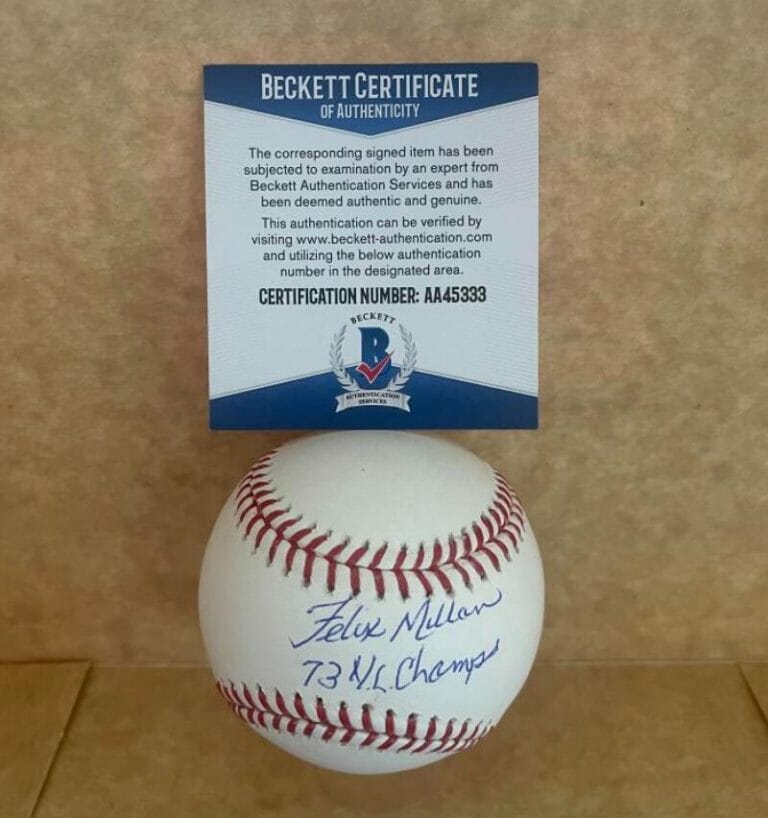 BECKETT CERTIFICATE
OF AUTHENTICITY
The corresponding signed item has been
subjected to examination by an expert from
Beckett Authentication Services and has
been deemed authentic and genuine.
This authentication can be verified by
visiting www.beckett-authentication.com
and utilizing the below authentication
number in the designated area.
CERTIFICATION NUMBER: AA45333
BECKETT
B
AUTHENTICATION
SERVICES
Felix Millan
73 N.L. Champs